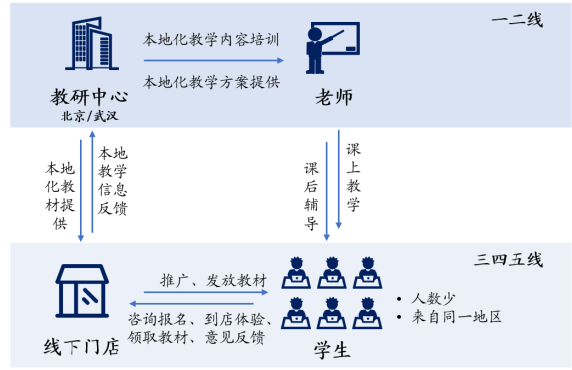 一二线
本地化教学内容培训
本地化教学方案提供
教研中心
北京/武汉
老师
本地
化教
材提
供
本地
教学
信息
反馈
课
后
辅
导
课
上
教
学
三四五线
推广、发放教材
咨询报名、到店体验、
领取教材、意见反馈
• 人数少
• 来自同一地区
线下门店
学生